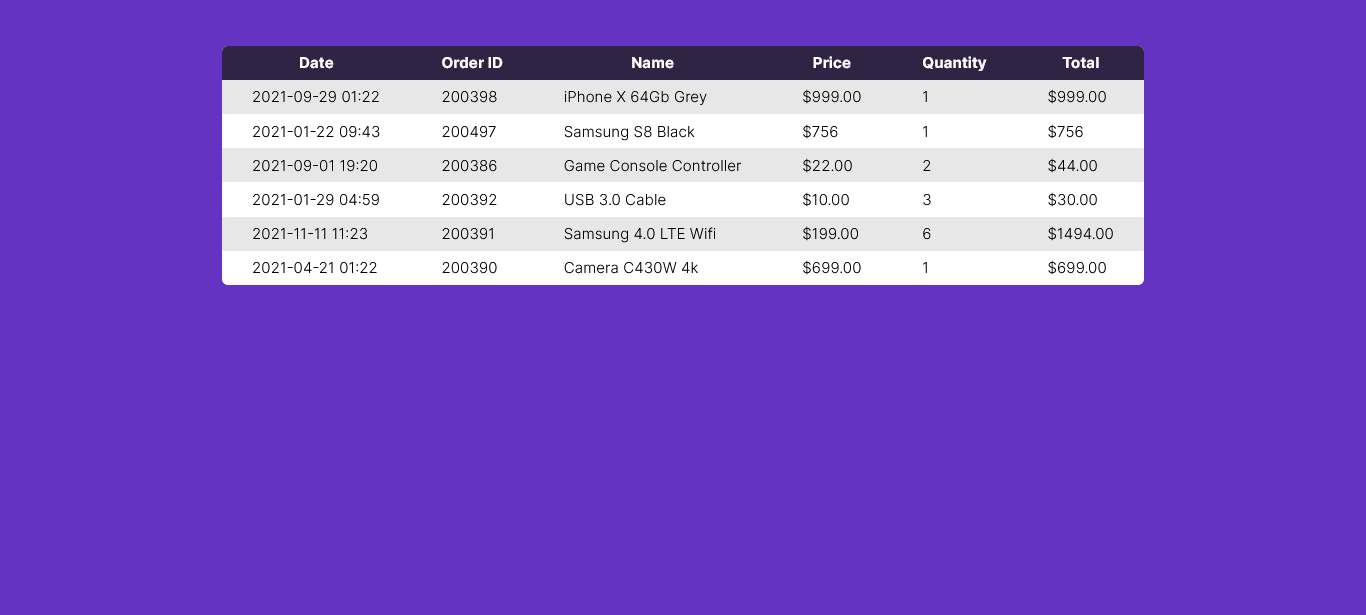 Date Order ID Name Price Quantity Total
2021-09-29 01:22 200398 iPhone X 64Gb Grey $999.00 1 $999.00
2021-01-22 09:43 200497 Samsung S8 Black $756 1 $756
2021-09-01 19:20 200386 Game Console Controller $22.00 2 $44.00
2021-01-29 04:59 200392 USB 3.0 Cable $10.00 3 $30.00
2021-11-11 11:23 200391 Samsung 4.0 LTE Wifi $199.00 6 $1494.00
2021-04-21 01:22 200390 Camera C430W 4k $699.00 1 $699.00